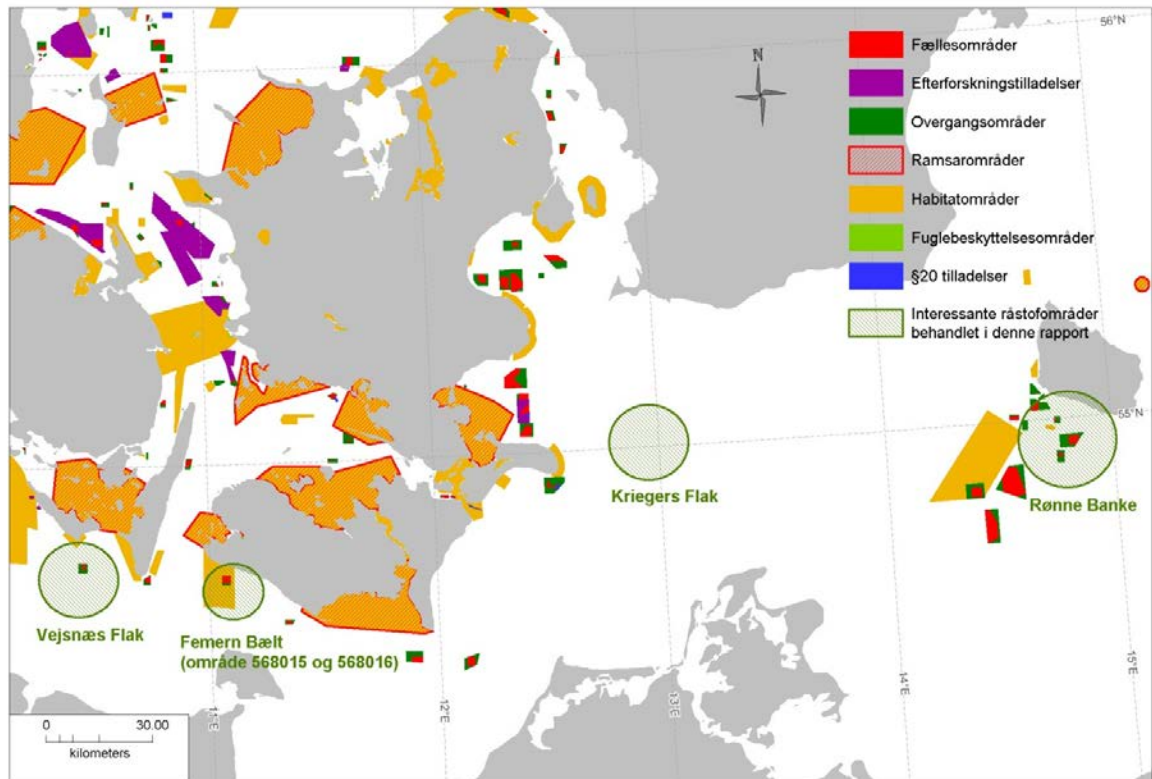 56°N
N
Fællesområder
Efterforskningstilladelser
Overgangsområder
Ramsarområder
Habitatområder
Fuglebeskyttelsesområder
§20 tilladelser
Interessante råstofområder
behandlet i denne rapport
55°N
Kriegers Flak
Rønne Banke
Vejsnæs Flak
Femern Bælt
(område 568015 og 568016)
11°E
12°E
13°E
14°E
15°E
0 30.00
kilometers